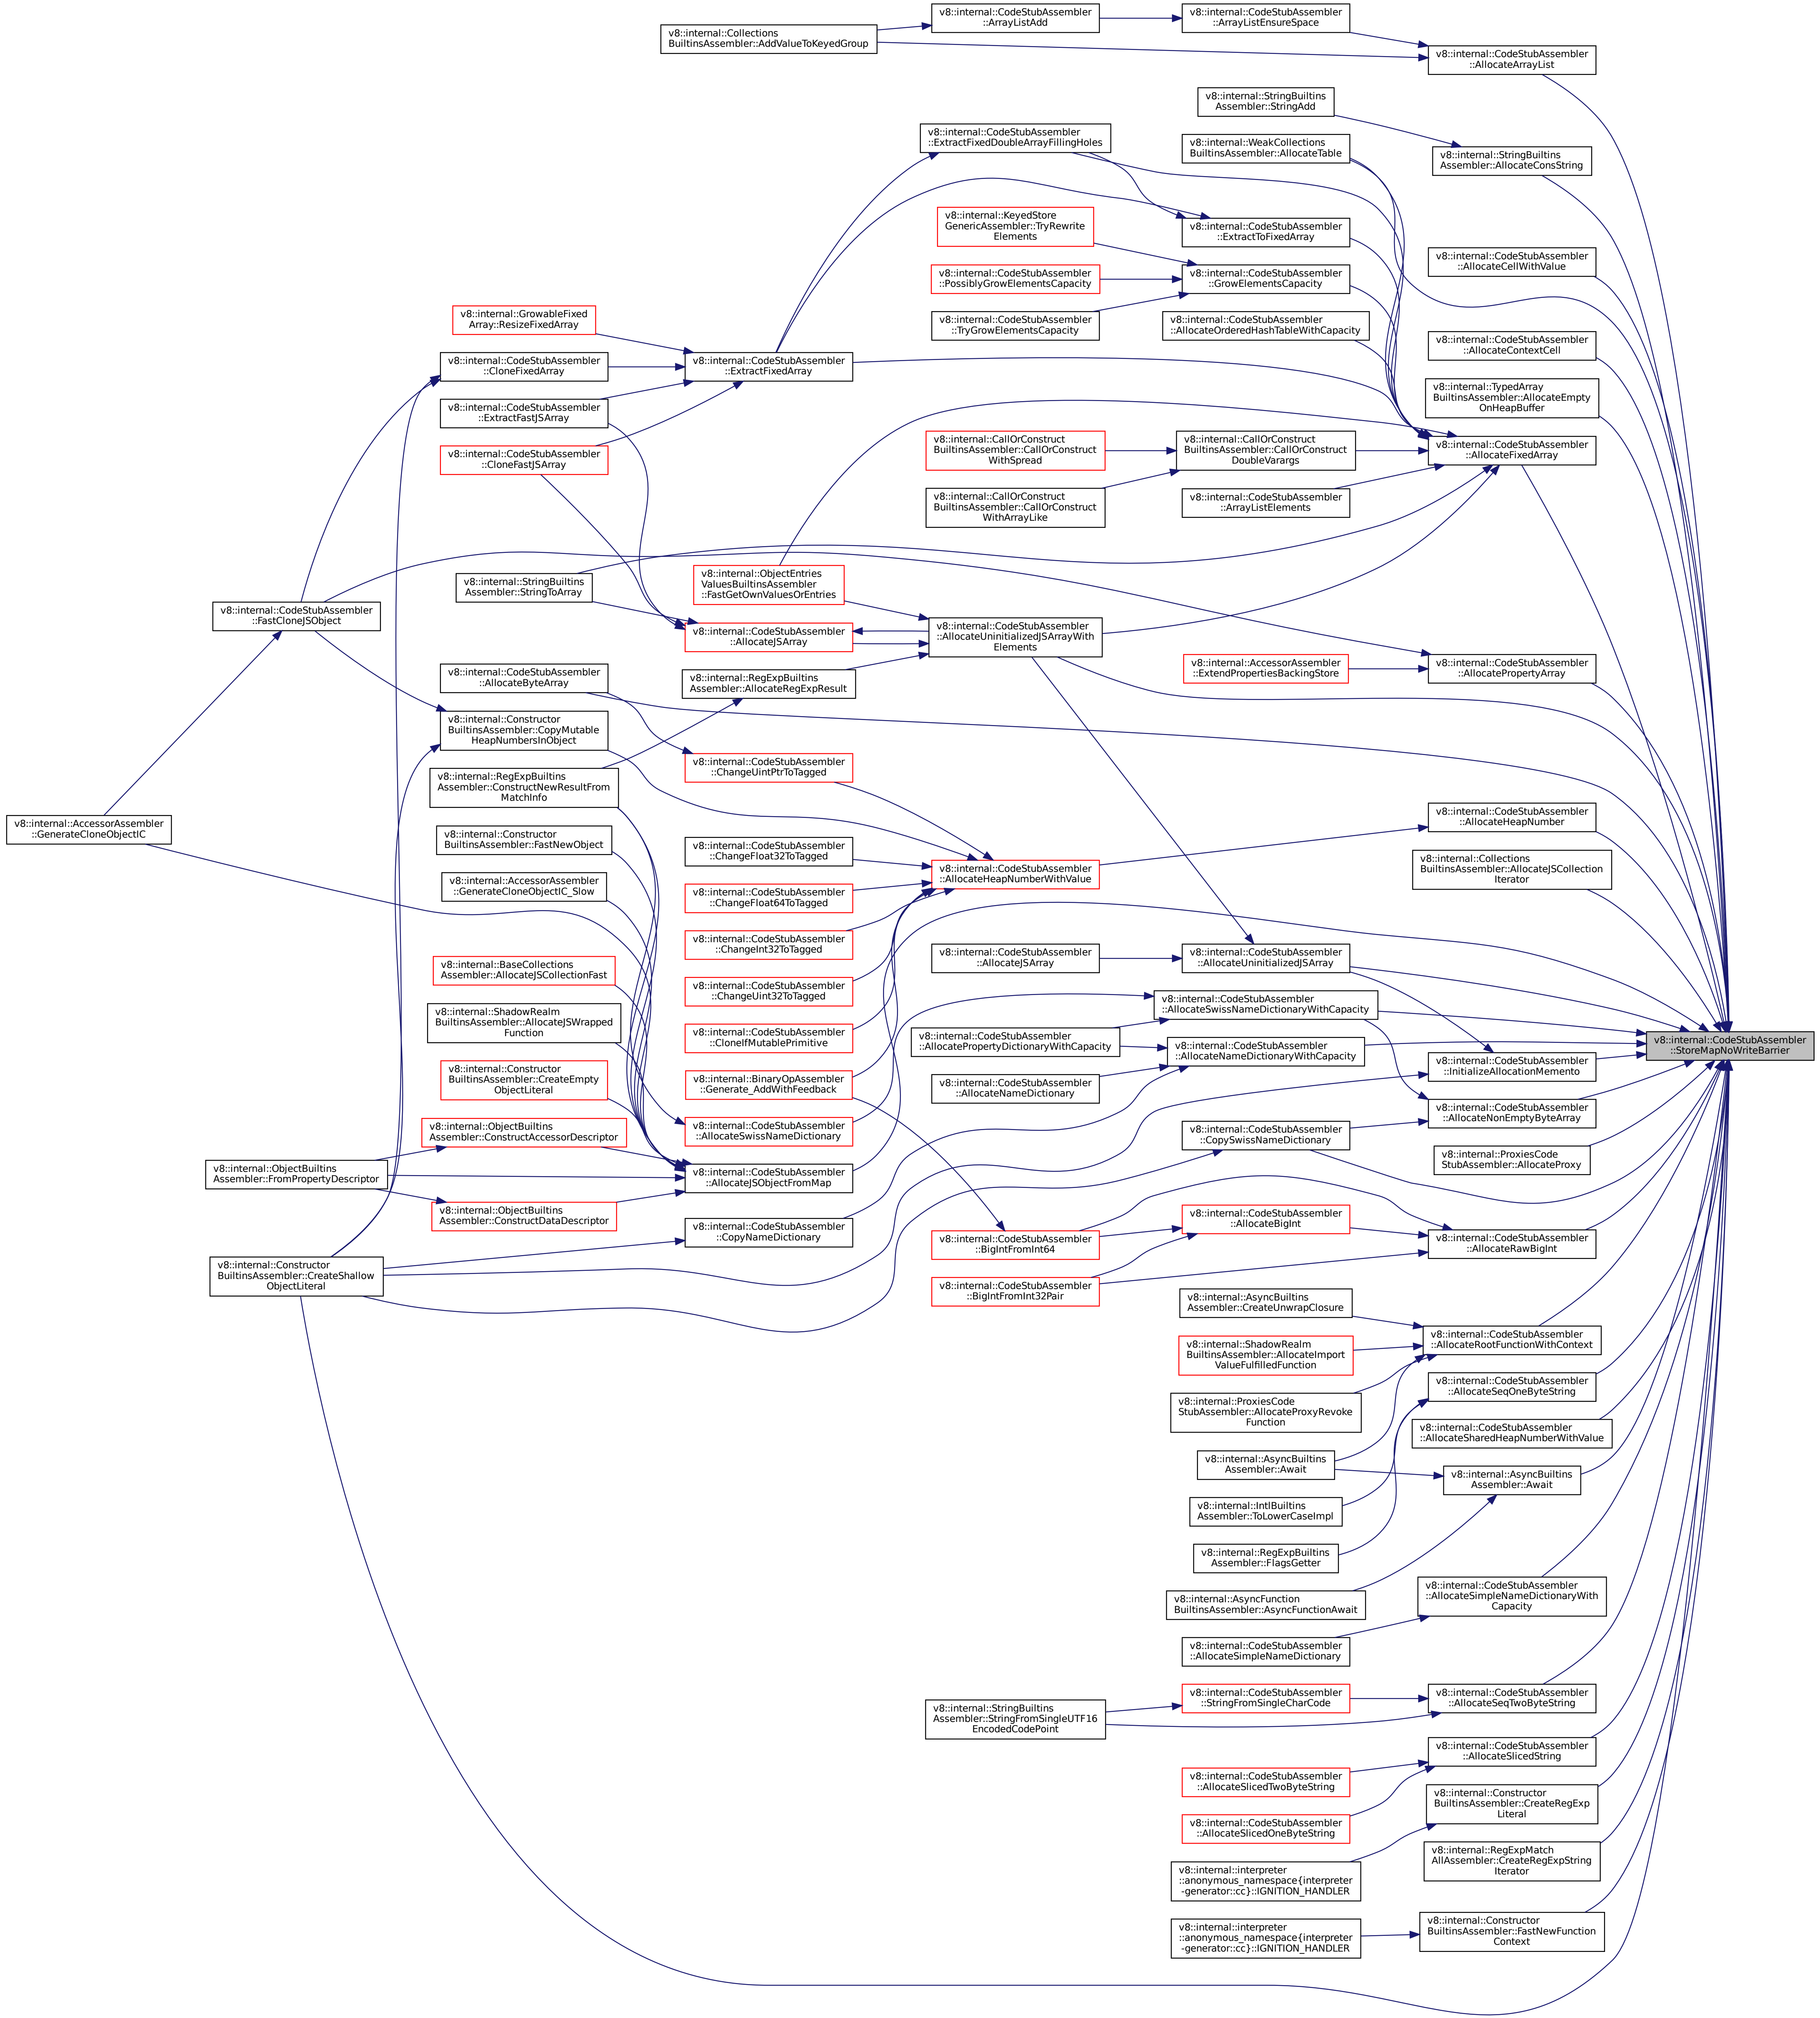 v8::internal::CodeStubAssembler
::ArrayListAdd
v8::internal::CodeStubAssembler
::ArrayListEnsureSpace
v8::internal::Collections
BuiltinsAssembler::AddValueToKeyedGroup
v8::internal::CodeStubAssembler
::AllocateArrayList
v8::internal::StringBuiltins
Assembler::StringAdd
v8::internal::CodeStubAssembler
::ExtractFixedDoubleArrayFillingHoles
v8::internal::WeakCollections
BuiltinsAssembler::AllocateTable
v8::internal::StringBuiltins
Assembler::AllocateConsString
v8::internal::KeyedStore
GenericAssembler::TryRewrite
Elements
v8::internal::CodeStubAssembler
::ExtractToFixedArray
v8::internal::CodeStubAssembler
::AllocateCellWithValue
v8::internal::CodeStubAssembler
::PossiblyGrowElementsCapacity
v8::internal::CodeStubAssembler
::GrowElementsCapacity
v8::internal::GrowableFixed
Array::ResizeFixedArray
v8::internal::CodeStubAssembler
::TryGrowElementsCapacity
v8::internal::CodeStubAssembler
::AllocateOrderedHashTableWithCapacity
v8::internal::CodeStubAssembler
::AllocateContextCell
v8::internal::CodeStubAssembler
::CloneFixedArray
v8::internal::CodeStubAssembler
::ExtractFixedArray
v8::internal::TypedArray
BuiltinsAssembler::AllocateEmpty
OnHeapBuffer
v8::internal::CodeStubAssembler
::ExtractFastJSArray
v8::internal::CodeStubAssembler
::CloneFastJSArray
v8::internal::CallOrConstruct
BuiltinsAssembler::CallOrConstruct
WithSpread
v8::internal::CallOrConstruct
BuiltinsAssembler::CallOrConstruct
DoubleVarargs
v8::internal::CodeStubAssembler
::AllocateFixedArray
v8::internal::CallOrConstruct
BuiltinsAssembler::CallOrConstruct
WithArrayLike
v8::internal::CodeStubAssembler
::ArrayListElements
v8::internal::StringBuiltins
Assembler::StringToArray
v8::internal::ObjectEntries
ValuesBuiltinsAssembler
::FastGetOwnValuesOrEntries
v8::internal::CodeStubAssembler
::FastCloneJSObject
v8::internal::CodeStubAssembler
::AllocateJSArray
v8::internal::CodeStubAssembler
::AllocateUninitializedJSArrayWith
Elements
v8::internal::CodeStubAssembler
::AllocateByteArray
v8::internal::RegExpBuiltins
Assembler::AllocateRegExpResult
v8::internal::AccessorAssembler
::ExtendPropertiesBackingStore
v8::internal::CodeStubAssembler
::AllocatePropertyArray
v8::internal::Constructor
BuiltinsAssembler::CopyMutable
HeapNumbersInObject
v8::internal::CodeStubAssembler
::ChangeUintPtrToTagged
v8::internal::RegExpBuiltins
Assembler::ConstructNewResultFrom
MatchInfo
v8::internal::AccessorAssembler
::GenerateCloneObjectIC
v8::internal::Constructor
BuiltinsAssembler::FastNewObject
v8::internal::CodeStubAssembler
::ChangeFloat32ToTagged
v8::internal::CodeStubAssembler
::AllocateHeapNumber
v8::internal::AccessorAssembler
::GenerateCloneObjectIC_Slow
v8::internal::CodeStubAssembler
::ChangeFloat64ToTagged
v8::internal::CodeStubAssembler
::AllocateHeapNumberWithValue
v8::internal::Collections
BuiltinsAssembler::AllocateJSCollection
Iterator
v8::internal::CodeStubAssembler
::ChangeInt32ToTagged
v8::internal::BaseCollections
Assembler::AllocateJSCollectionFast
v8::internal::CodeStubAssembler
::ChangeUint32ToTagged
v8::internal::CodeStubAssembler
::AllocateJSArray
v8::internal::CodeStubAssembler
::AllocateUninitializedJSArray
v8::internal::ShadowRealm
BuiltinsAssembler::AllocateJSWrapped
Function
v8::internal::CodeStubAssembler
::CloneIfMutablePrimitive
v8::internal::CodeStubAssembler
::AllocateSwissNameDictionaryWithCapacity
v8::internal::CodeStubAssembler
::AllocatePropertyDictionaryWithCapacity
v8::internal::CodeStubAssembler
::AllocateNameDictionaryWithCapacity
v8::internal::CodeStubAssembler
::StoreMapNoWriteBarrier
v8::internal::Constructor
BuiltinsAssembler::CreateEmpty
ObjectLiteral
v8::internal::BinaryOpAssembler
::Generate_AddWithFeedback
v8::internal::CodeStubAssembler
::AllocateNameDictionary
v8::internal::CodeStubAssembler
::InitializeAllocationMemento
v8::internal::ObjectBuiltins
Assembler::ConstructAccessorDescriptor
v8::internal::CodeStubAssembler
::AllocateSwissNameDictionary
v8::internal::CodeStubAssembler
::CopySwissNameDictionary
v8::internal::CodeStubAssembler
::AllocateNonEmptyByteArray
v8::internal::ObjectBuiltins
Assembler::FromPropertyDescriptor
v8::internal::CodeStubAssembler
::AllocateJSObjectFromMap
v8::internal::ProxiesCode
StubAssembler::AllocateProxy
v8::internal::ObjectBuiltins
Assembler::ConstructDataDescriptor
v8::internal::CodeStubAssembler
::CopyNameDictionary
v8::internal::CodeStubAssembler
::BigIntFromInt64
v8::internal::CodeStubAssembler
::AllocateBigInt
v8::internal::CodeStubAssembler
::AllocateRawBigInt
v8::internal::Constructor
BuiltinsAssembler::CreateShallow
ObjectLiteral
v8::internal::CodeStubAssembler
::BigIntFromInt32Pair
v8::internal::AsyncBuiltins
Assembler::CreateUnwrapClosure
v8::internal::ShadowRealm
BuiltinsAssembler::AllocateImport
ValueFulfilledFunction
v8::internal::CodeStubAssembler
::AllocateRootFunctionWithContext
v8::internal::ProxiesCode
StubAssembler::AllocateProxyRevoke
Function
v8::internal::CodeStubAssembler
::AllocateSeqOneByteString
v8::internal::CodeStubAssembler
::AllocateSharedHeapNumberWithValue
v8::internal::AsyncBuiltins
Assembler::Await
v8::internal::AsyncBuiltins
Assembler::Await
v8::internal::IntlBuiltins
Assembler::ToLowerCaseImpl
v8::internal::RegExpBuiltins
Assembler::FlagsGetter
v8::internal::AsyncFunction
BuiltinsAssembler::AsyncFunctionAwait
v8::internal::CodeStubAssembler
::AllocateSimpleNameDictionaryWith
Capacity
v8::internal::CodeStubAssembler
::AllocateSimpleNameDictionary
v8::internal::StringBuiltins
Assembler::StringFromSingleUTF16
EncodedCodePoint
v8::internal::CodeStubAssembler
::StringFromSingleCharCode
v8::internal::CodeStubAssembler
::AllocateSeqTwoByteString
v8::internal::CodeStubAssembler
::AllocateSlicedString
v8::internal::CodeStubAssembler
::AllocateSlicedTwoByteString
v8::internal::Constructor
BuiltinsAssembler::CreateRegExp
Literal
v8::internal::CodeStubAssembler
::AllocateSlicedOneByteString
v8::internal::RegExpMatch
AllAssembler::CreateRegExpString
Iterator
v8::internal::interpreter
::anonymous_namespace{interpreter
-generator::cc}::IGNITION_HANDLER
v8::internal::interpreter
::anonymous_namespace{interpreter
-generator::cc}::IGNITION_HANDLER
v8::internal::Constructor
BuiltinsAssembler::FastNewFunction
Context